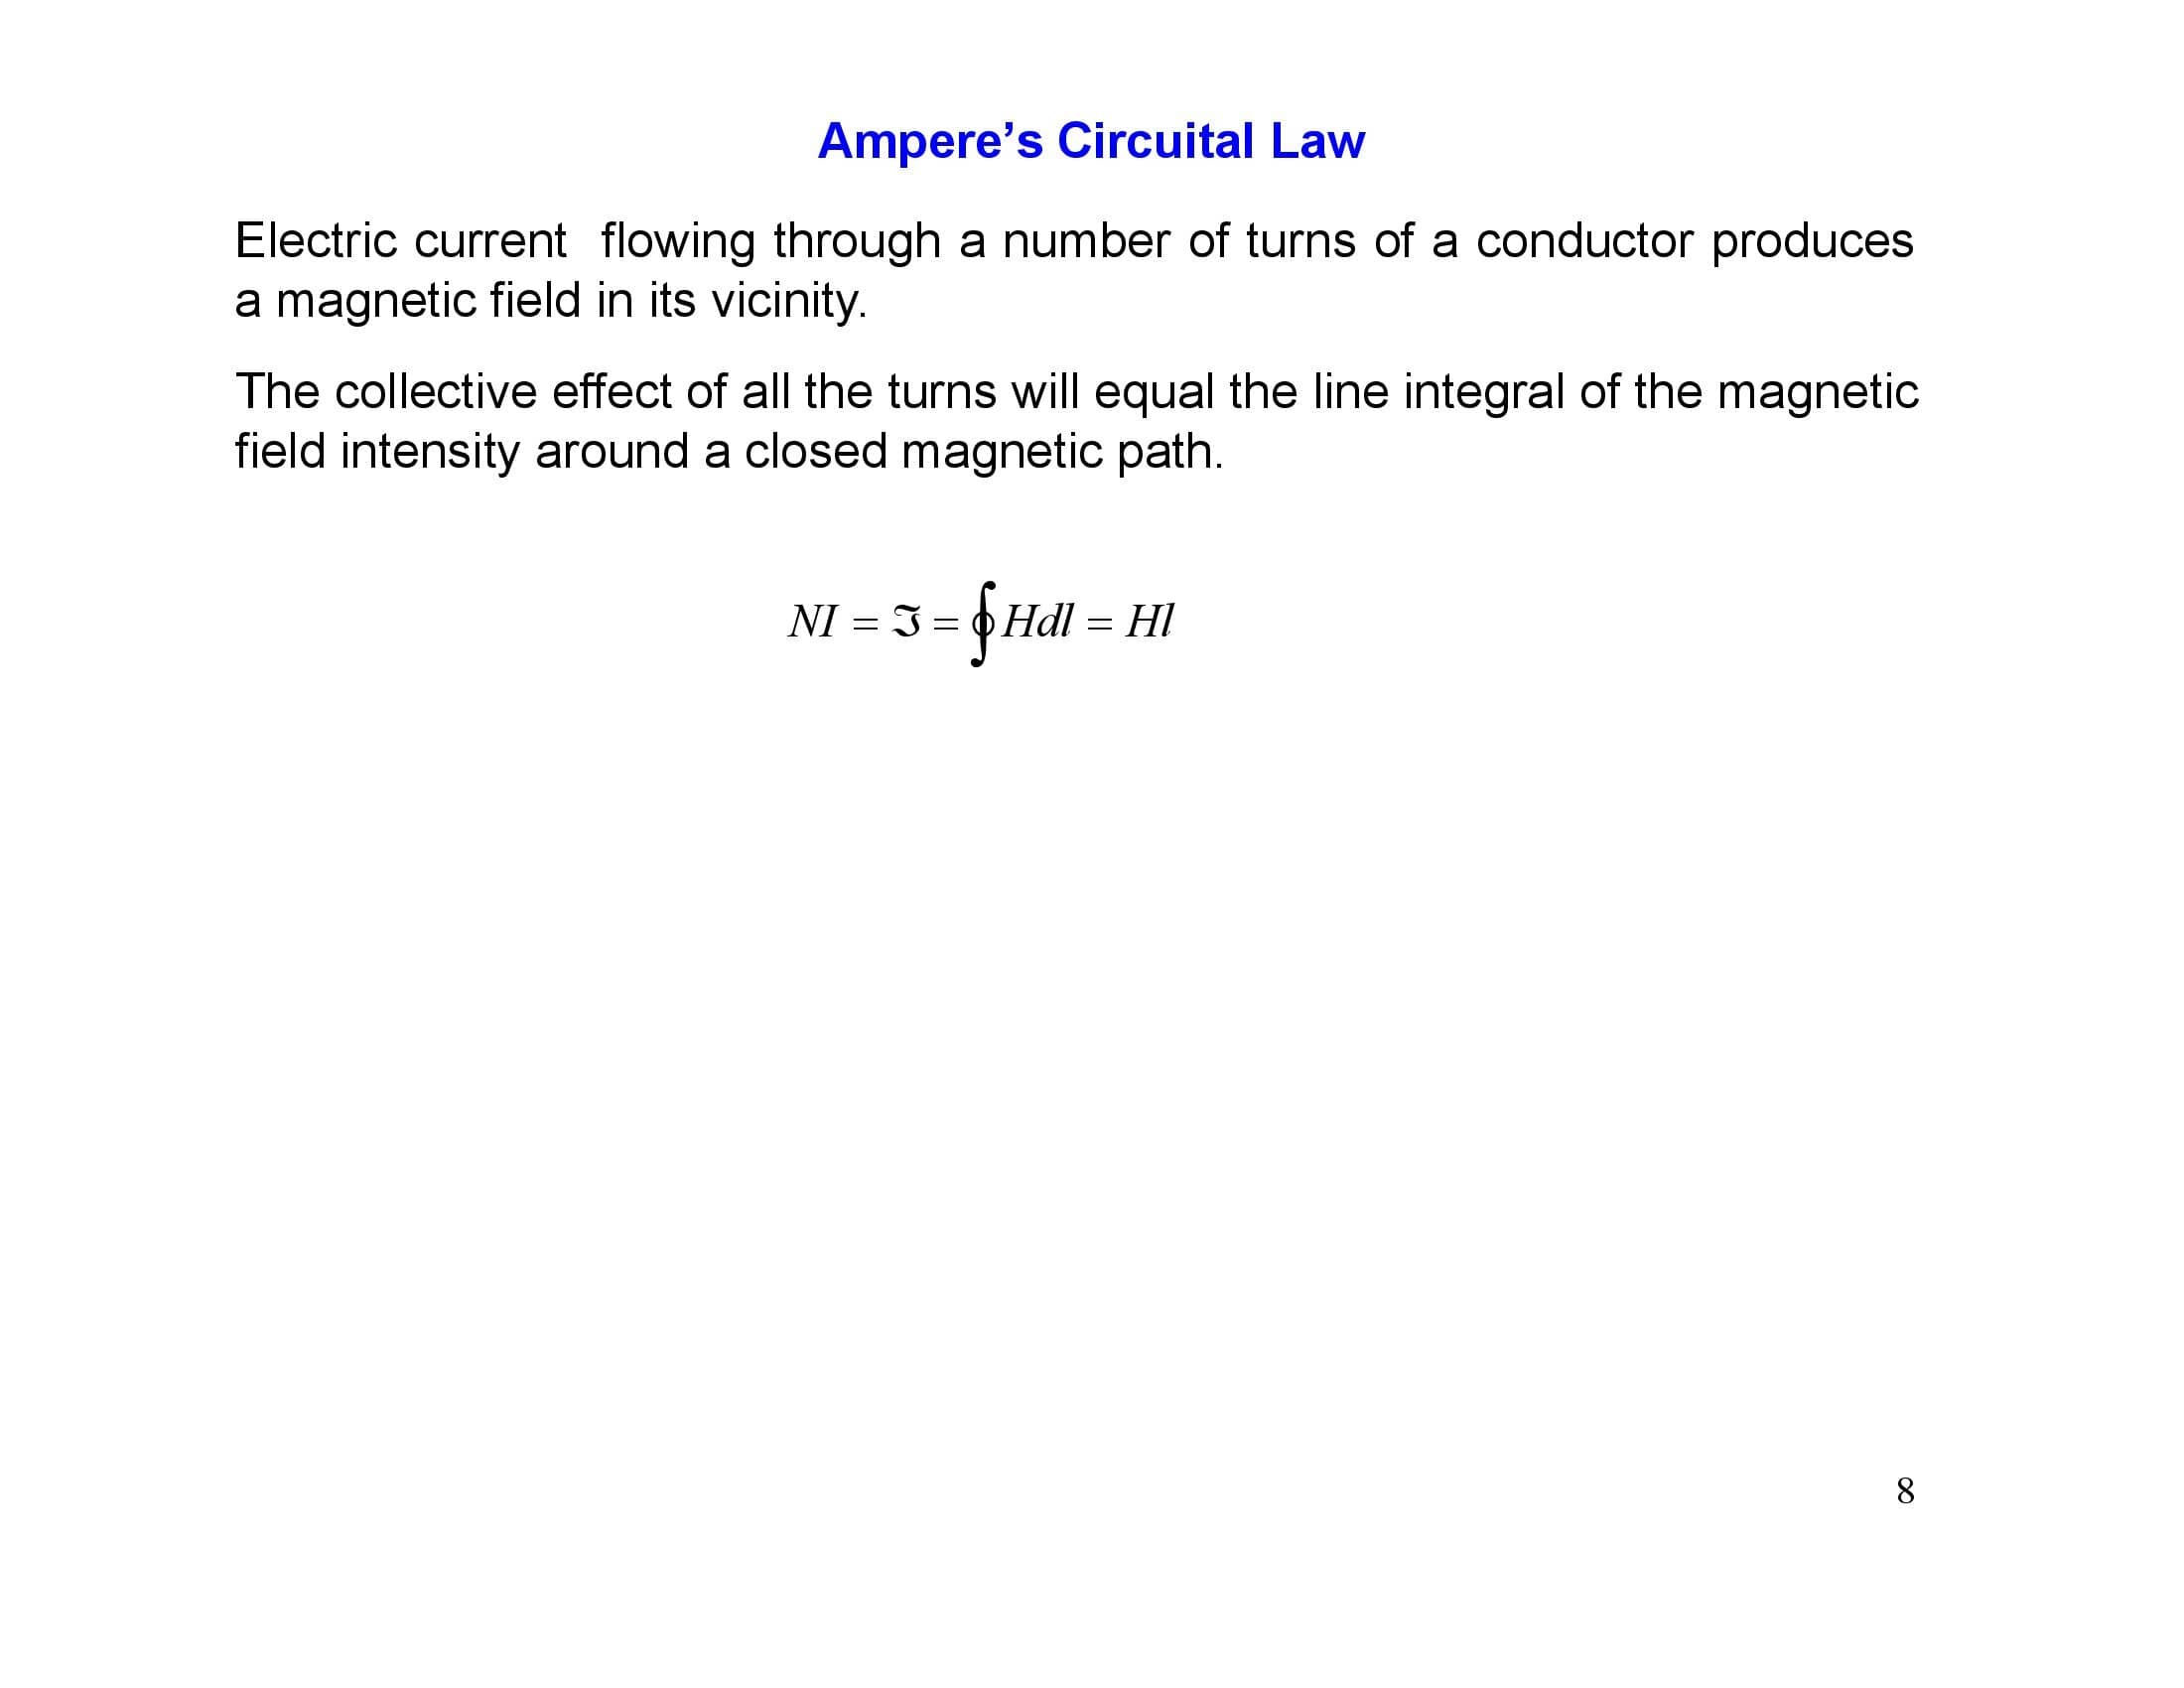 Ampere’s Circuital Law
Electric current flowing through a number of turns of a conductor produces
a magnetic field in its vicinity.
The collective effect of all the turns will equal the line integral of the magnetic
field intensity around a closed magnetic path.
NI = ℑ = ∮Hdl = Hl
8